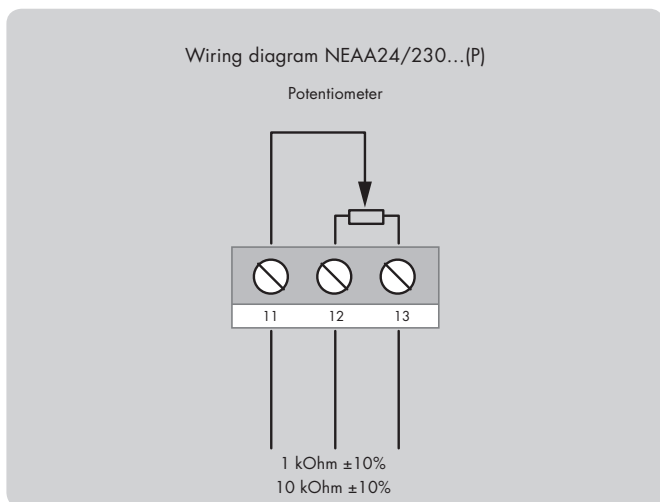 Wiring diagram NEAA24/230...(P)
Potentiometer
11 12 13
1 kOhm ±10%
10 kOhm ±10%